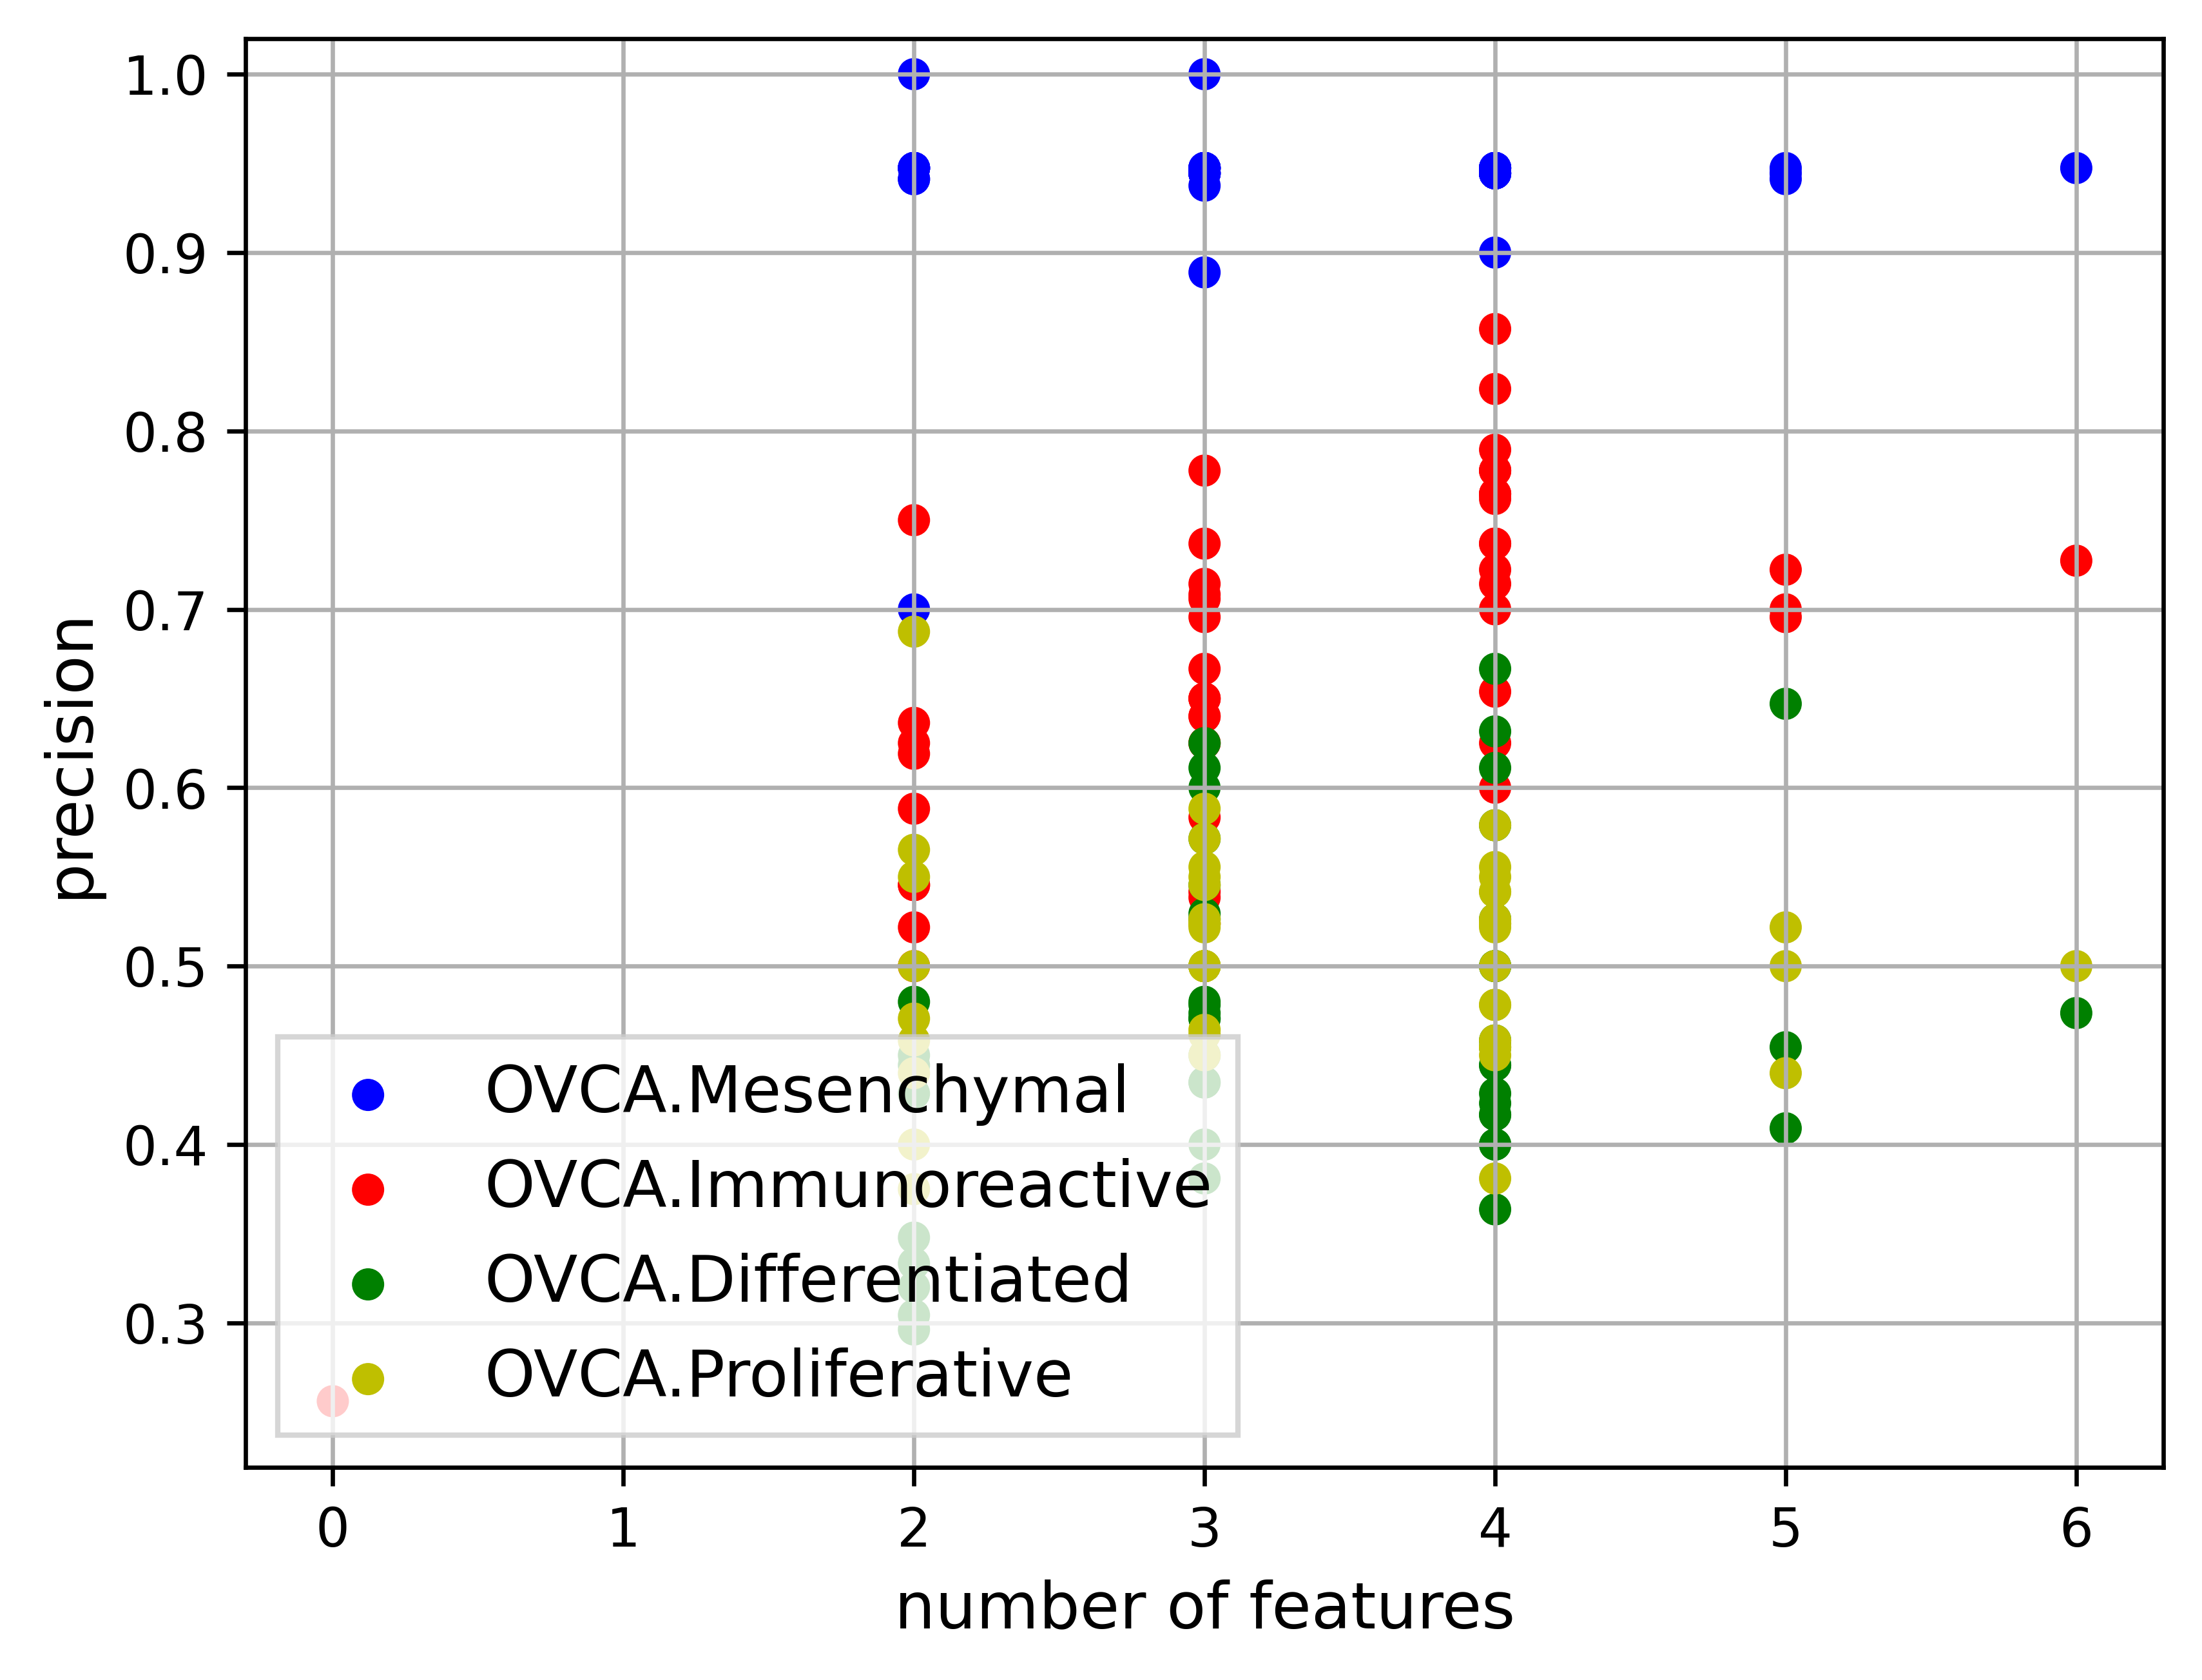 1.0
0.9
0.8
0.7
0.6
0.5
0.4
0.3
precision
OVCA.Mesenchymal
OVCA.Immunoreactive
OVCA.Differentiated
OVCA.Proliferative
0 1 2 3 4 5 6
number of features